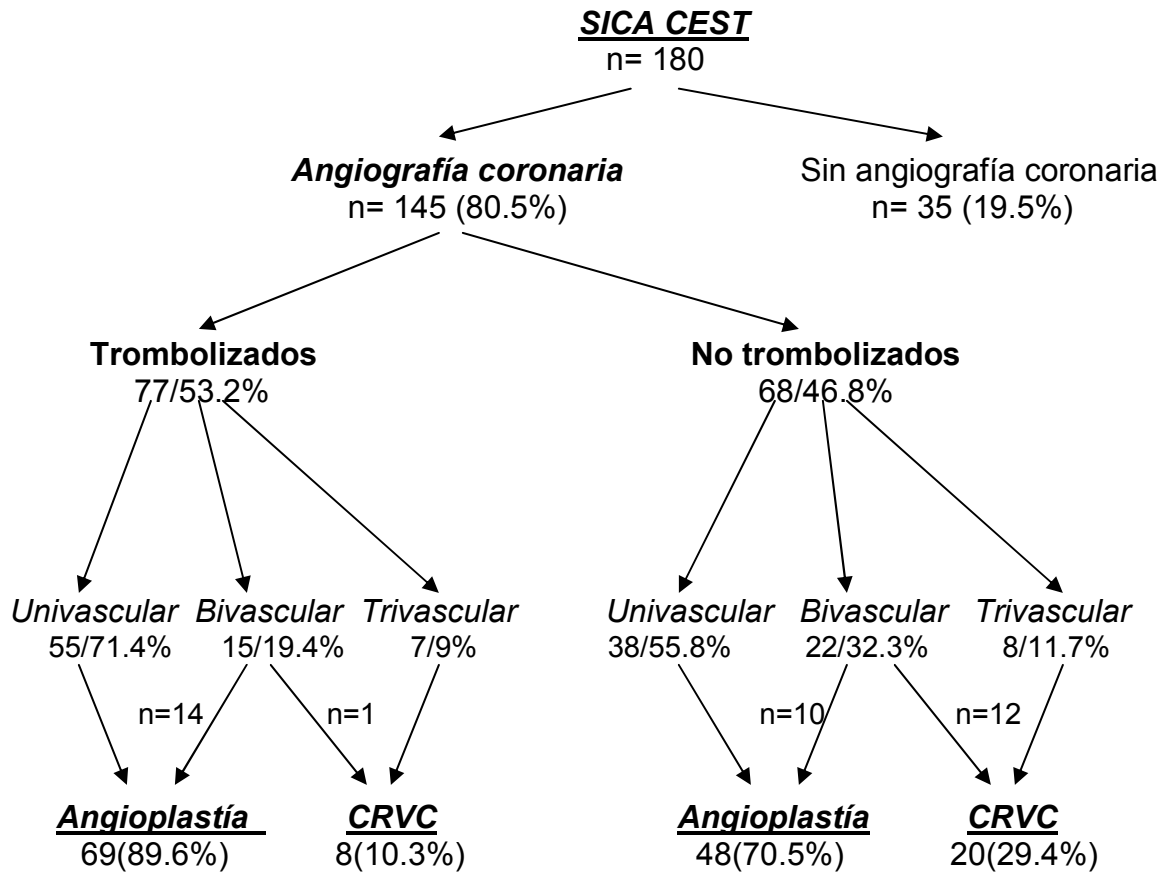 SICA CEST
n= 180
Angiografía coronaria
n= 145 (80.5%)
Sin angiografía coronaria
n= 35 (19.5%)
Trombolizados
77/53.2%
No trombolizados
68/46.8%
Univascular Bivascular Trivascular
55/71.4% 15/19.4% 7/9%
Univascular Bivascular Trivascular
38/55.8% 22/32.3% 8/11.7%
n=14 n=1
n=10 n=12
Angioplastía CRVC
69(89.6%) 8(10.3%)
Angioplastía CRVC
48(70.5%) 20(29.4%)